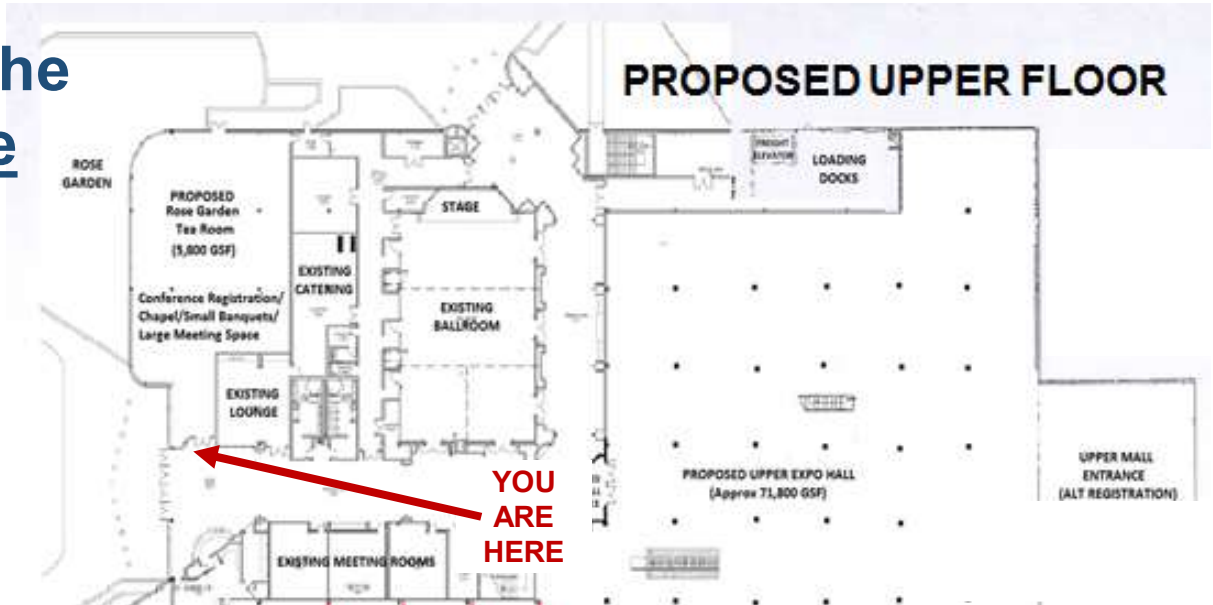 he
e
PROPOSED UPPER FLOOR
ROSE
GARDEN
PROPOSED
Rose Garden
Tea Room
(5,800 GSF)
Conference Registration/
Chapel/Small Banquets/
Large Meeting Space
EXISTING
CATERING
STAGE
EXISTING
BALLROOM
FREIGHT
ELEVATOR
LOADING
DOCKS
EXISTING
LOUNGE
YOU
ARE
HERE
PROPOSED UPPER EXPO HALL
(Approx 71,800 GSF)
UPPER MALL
ENTRANCE
(ALT REGISTRATION)
EXISTING MEETING ROOMS